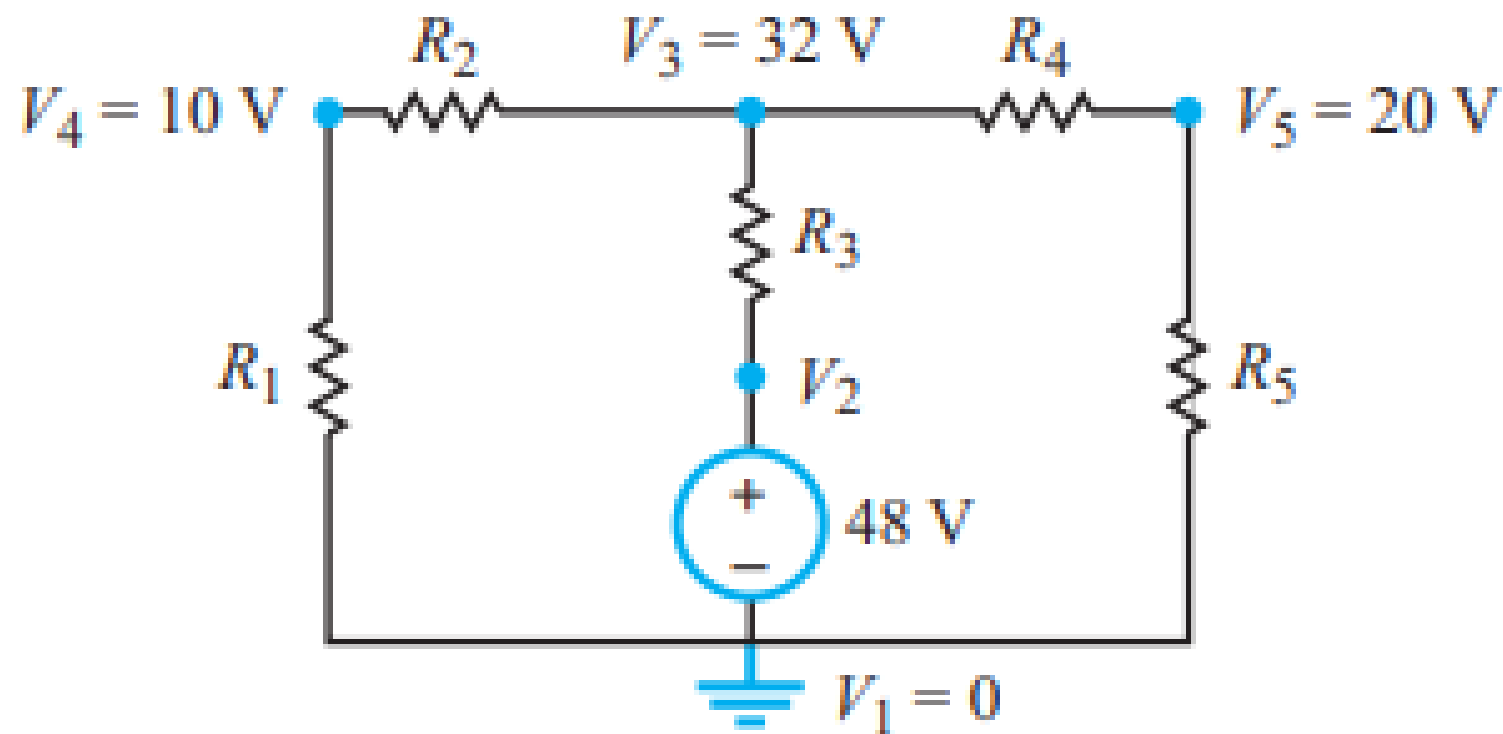 R2 V3 = 32 V R4
V4 = 10 V V5 = 20 V
R3
R1 V2 R5
+ 48 V
−
V1 = 0